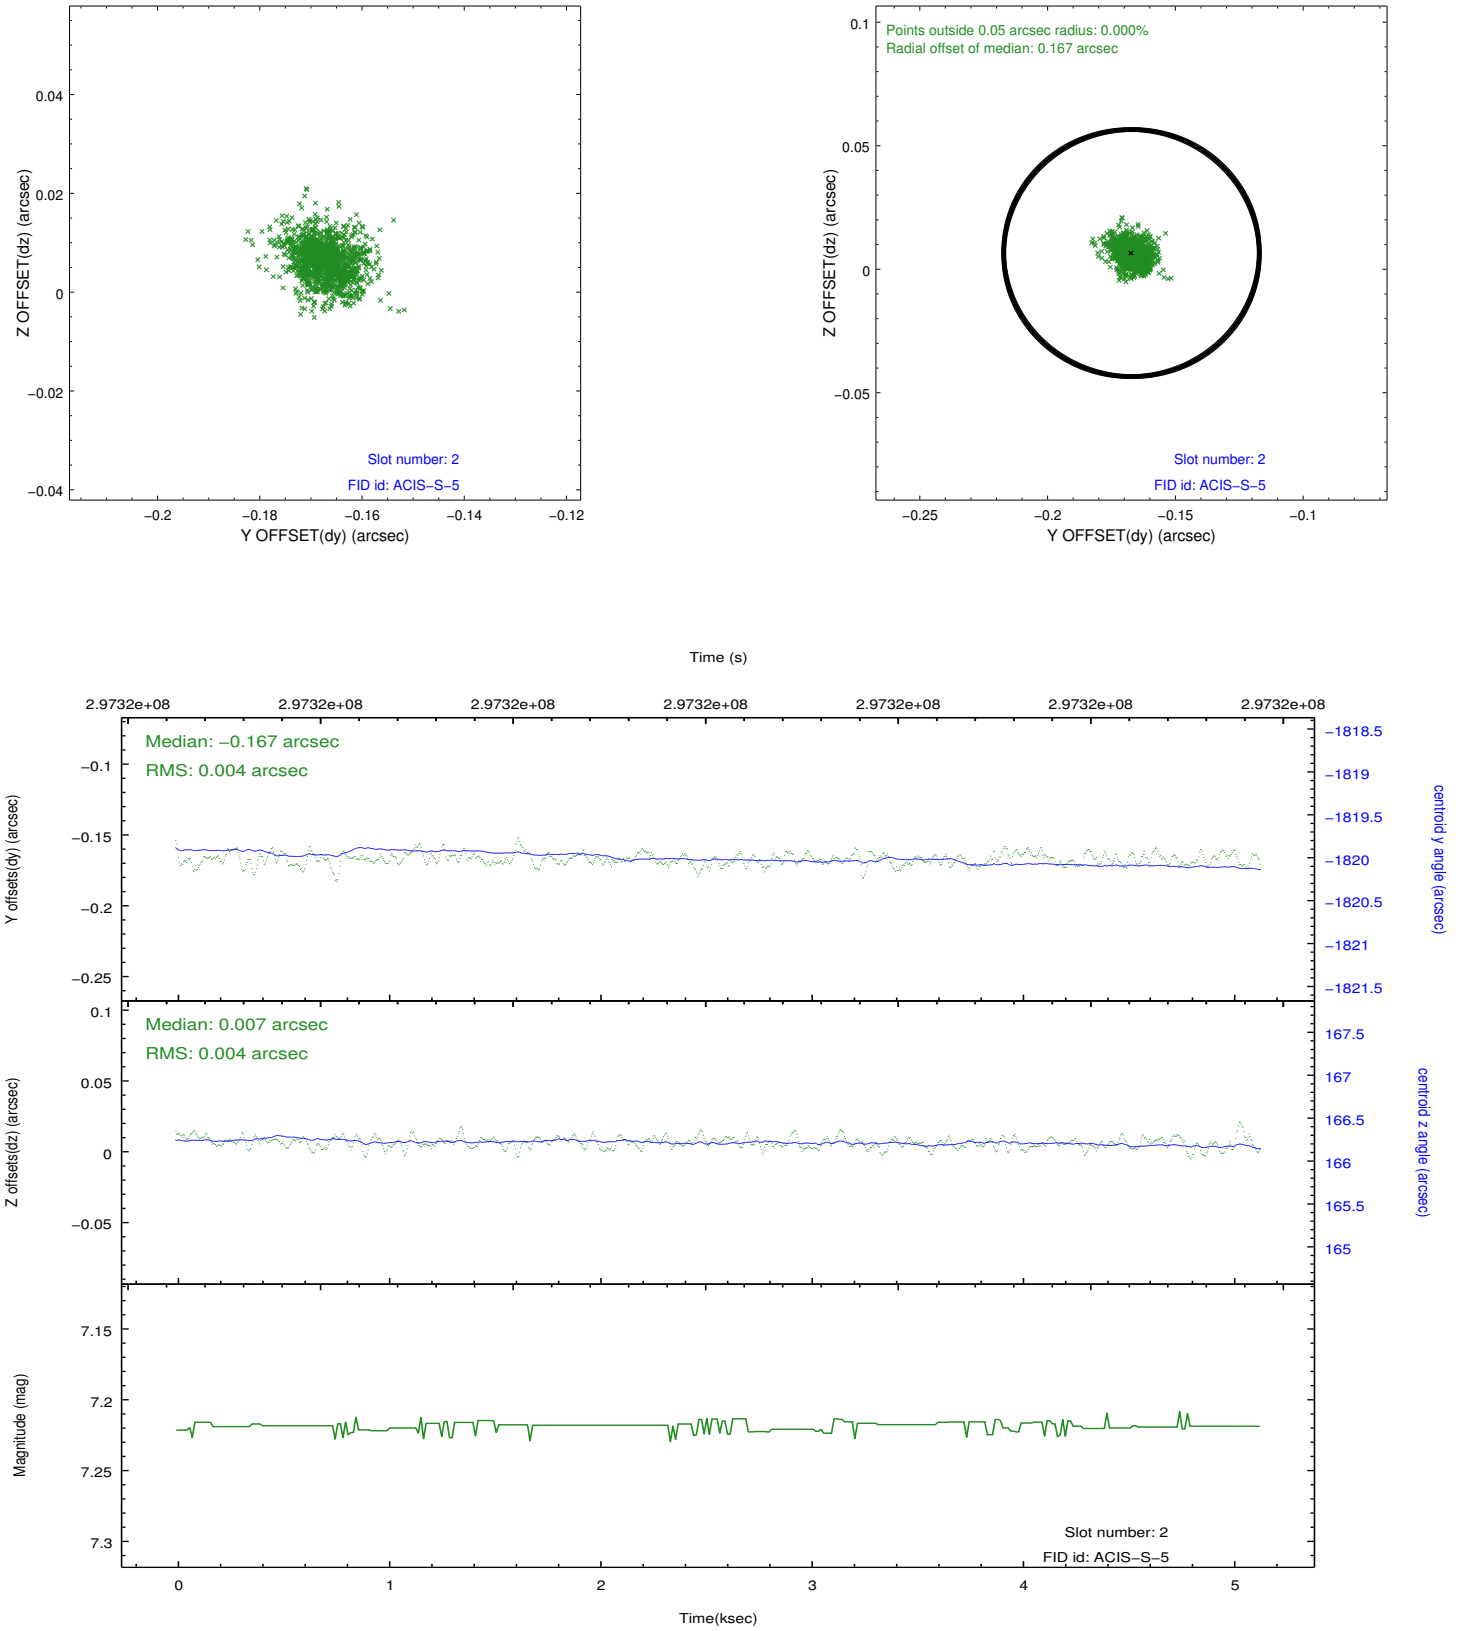 0.04
0.02
0
−0.02
−0.04
Z OFFSET(dz) (arcsec)
Slot number: 2
FID id: ACIS−S−5
−0.2
−0.18
−0.16
−0.14
−0.12
Y OFFSET(dy) (arcsec)
Points outside 0.05 arcsec radius: 0.000%
Radial offset of median: 0.167 arcsec
0.1
0.05
0
−0.05
Z OFFSET(dz) (arcsec)
Slot number: 2
FID id: ACIS−S−5
−0.25
−0.2
−0.15
−0.1
Y OFFSET(dy) (arcsec)
Time (s)
2.9732e+08
2.9732e+08
2.9732e+08
2.9732e+08
2.9732e+08
2.9732e+08
2.9732e+08
Median: −0.167 arcsec
RMS: 0.004 arcsec
−0.1
−0.15
−0.2
−0.25
Y offsets(dy) (arcsec)
−1818.5
−1819
−1819.5
−1820
−1820.5
−1821
−1821.5
centroid y angle (arcsec)
Median: 0.007 arcsec
RMS: 0.004 arcsec
0.1
0.05
0
−0.05
Z offsets(dz) (arcsec)
167.5
167
166.5
166
165.5
165
centroid z angle (arcsec)
7.15
7.2
7.25
7.3
Magnitude (mag)
Slot number: 2
FID id: ACIS−S−5
0
1
2
3
4
5
Time(ksec)